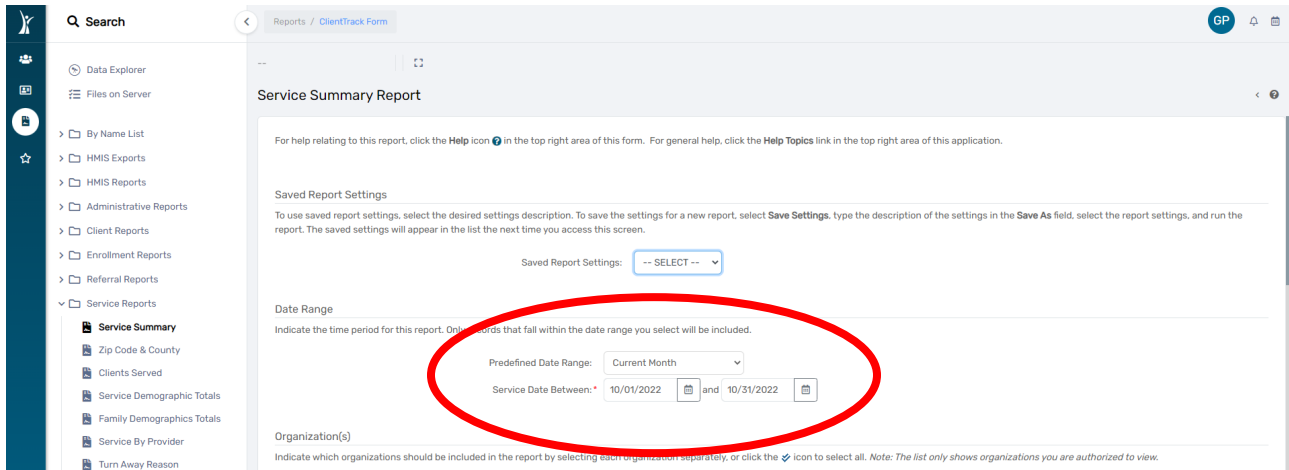 Search
Reports / ClientTrack Form
GP
Data Explorer
Files on Server
By Name List
HMIS Exports
HMIS Reports
Administrative Reports
Client Reports
Enrollment Reports
Referral Reports
Service Reports
Service Summary
Zip Code & County
Clients Served
Service Demographic Totals
Family Demographics Totals
Service By Provider
Turn Away Reason
--
Service Summary Report
For help relating to this report, click the Help icon ? in the top right area of this form. For general help, click the Help Topics link in the top right area of this application.
Saved Report Settings
To use saved report settings, select the desired settings description. To save the settings for a new report, select Save Settings, type the description of the settings in the Save As field, select the report settings, and run the
report. The saved settings will appear in the list the next time you access this screen.
Saved Report Settings: -- SELECT --
Date Range
Indicate the time period for this report. Only records that fall within the date range you select will be included.
Predefined Date Range: Current Month
Service Date Between:* 10/01/2022 and 10/31/2022
Organization(s)
Indicate which organizations should be included in the report by selecting each organization separately, or click the icon to select all. Note: The list only shows organizations you are authorized to view.